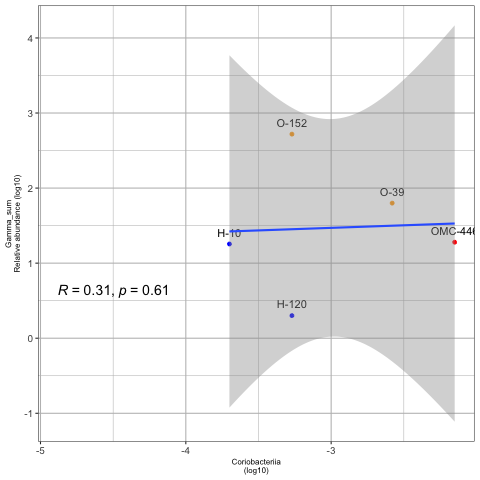 4
3
2
1
0
-1
Gamma_sum
Relative abundance (log10)
O-152
O-39
H-10
OMC-446
H-120
R = 0.31, p = 0.61
-5
-4
-3
Coriobacteriia
(log10)